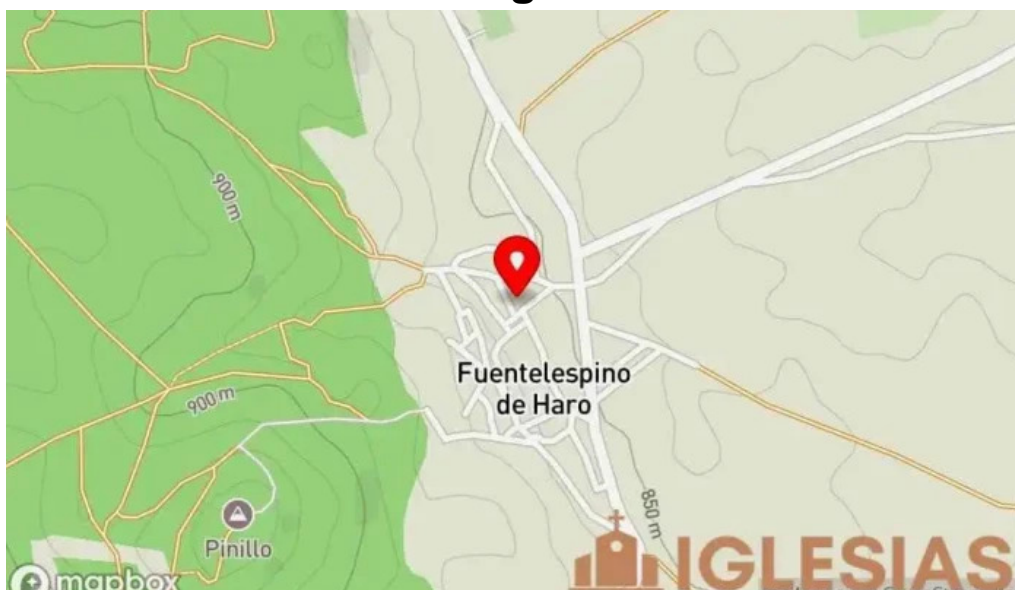 900 m
Fuentelespino
de Haro
900 m
850 m
Pinillo
IGLESIAS
mapbox